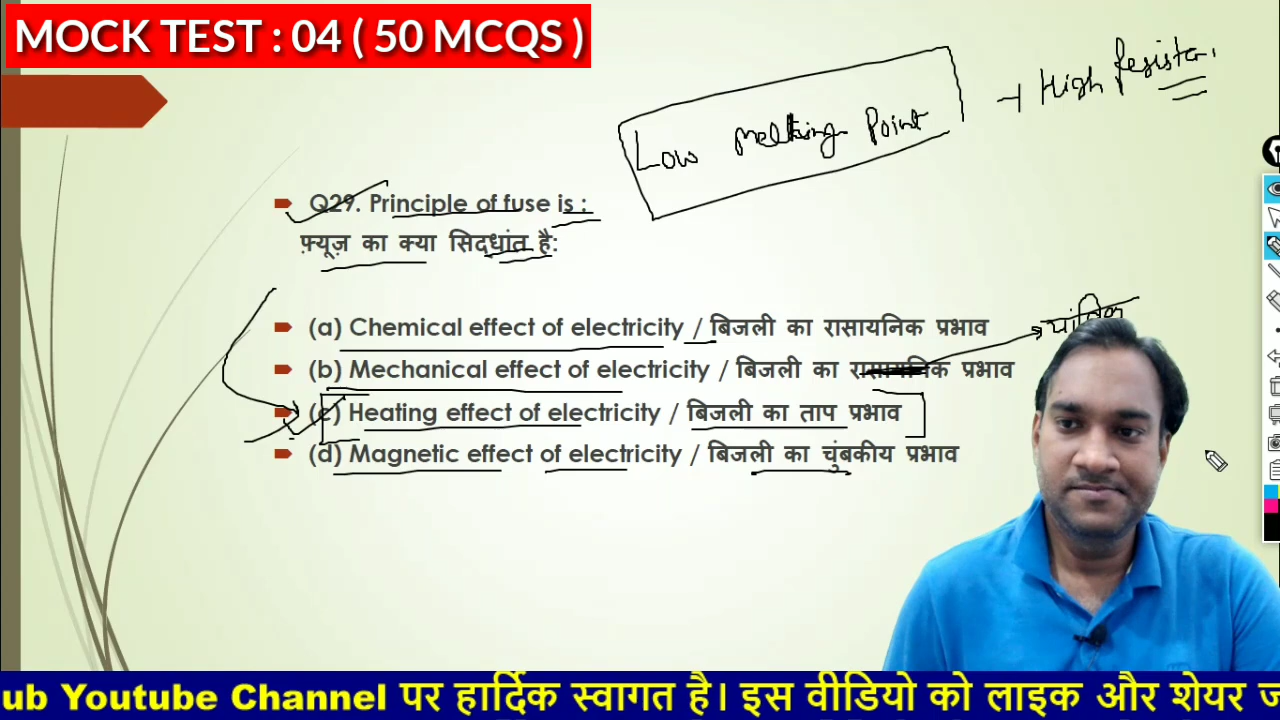 MOCK TEST : 04 ( 50 MCQS )
Low melting Point
High Resistan.
Q29. Principle of fuse is :
फ़्यूज़ का क्या सिद्धांत है:
(a) Chemical effect of electricity / बिजली का रासायनिक प्रभाव
(b) Mechanical effect of electricity / बिजली का रासायनिक प्रभाव
(c) Heating effect of electricity / बिजली का ताप प्रभाव
(d) Magnetic effect of electricity / बिजली का चुंबकीय प्रभाव
ub Youtube Channel पर हार्दिक स्वागत है। इस वीडियो को लाइक और शेयर ज